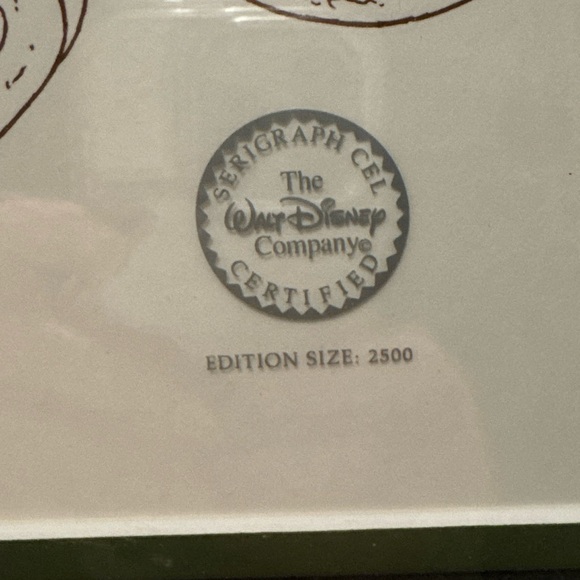 SERIGRAPH CEL
The
WALT DISNEY
Company©
CERTIFIED
EDITION SIZE: 2500